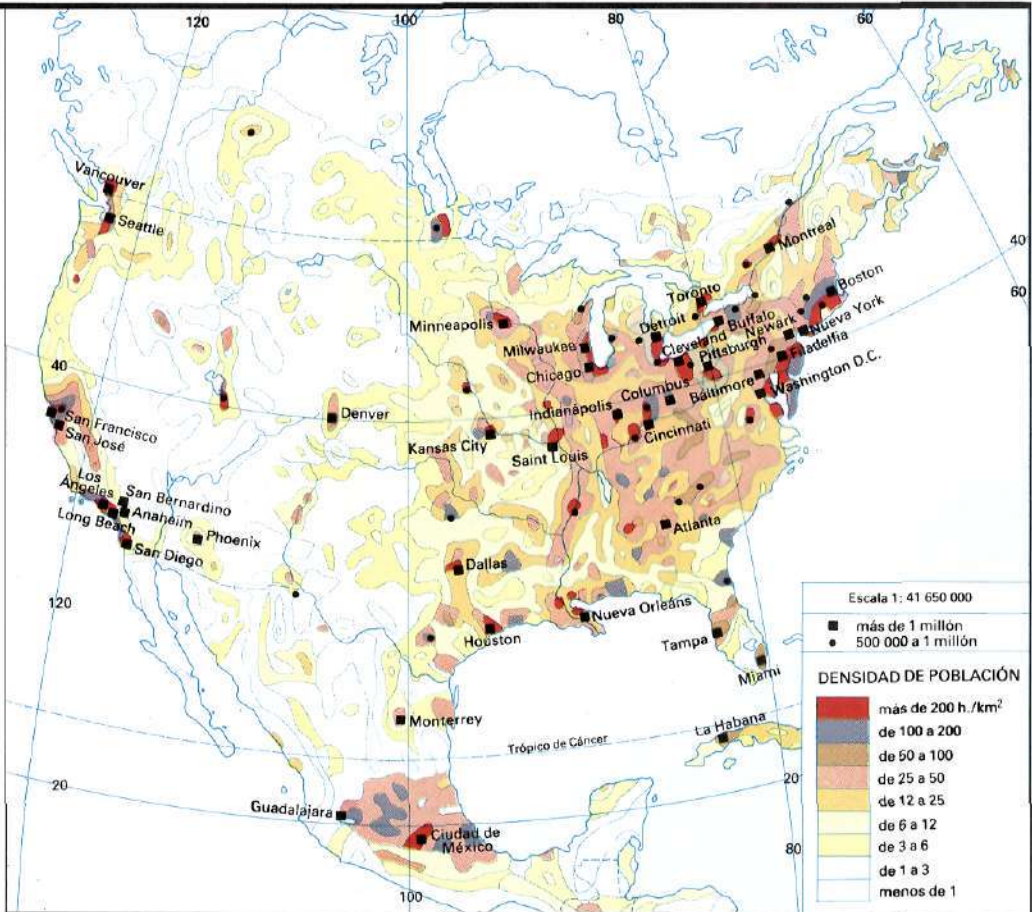 120
100
80
60
Vancouver
Seattle
Montreal
40
Boston
Toronto
60
Detroit
Buffalo
Newark
Nueva York
Minneapolis
Cleveland
Pittsburgh
Filadelfia
Milwaukee
Chicago
Columbus
Baltimore
Washington D.C.
40
Indianápolis
Denver
San Francisco
San José
Kansas City
Saint Louis
Cincinnati
Los
Ángeles
San Bernardino
Anaheim
Long Beach
Phoenix
San Diego
Atlanta
Dallas
120
Nueva Orleáns
Houston
Tampa
Miami
Monterrey
La Habana
Trópico de Cáncer
20
20
Guadalajara
Ciudad de
México
80
100
Escala 1: 41 650 000
más de 1 millón
500 000 a 1 millón
DENSIDAD DE POBLACIÓN
más de 200 h./km²
de 100 a 200
de 50 a 100
de 25 a 50
de 12 a 25
de 6 a 12
de 3 a 6
de 1 a 3
menos de 1